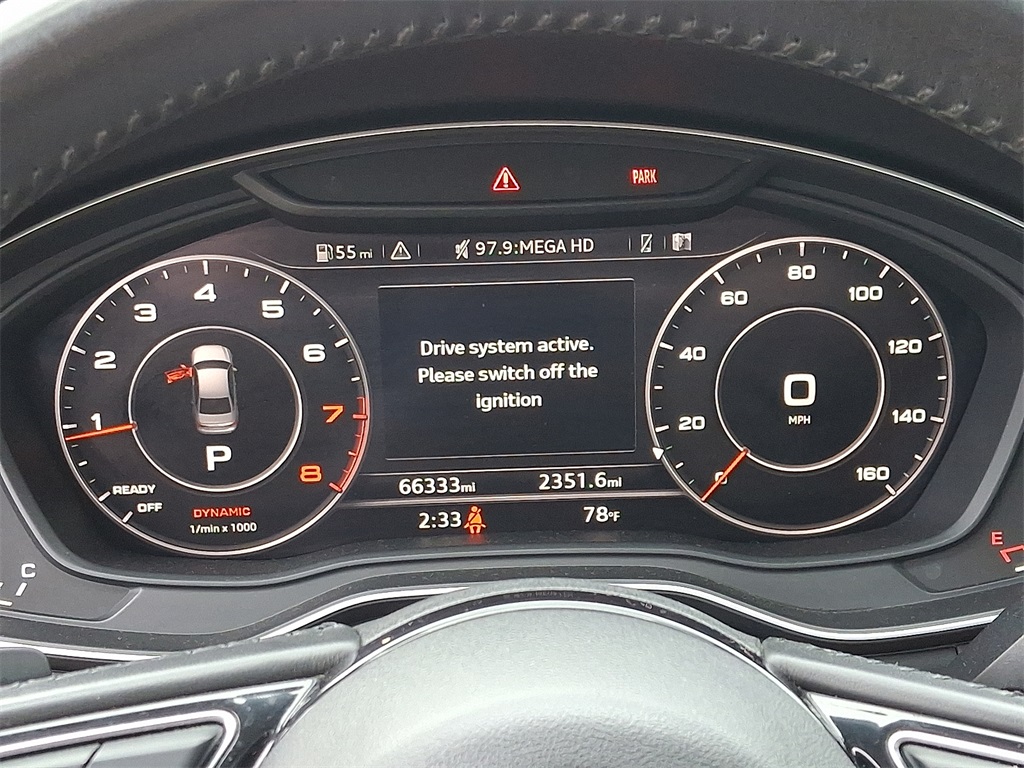 PARK
55 mi
97.9:MEGA HD
1
2
3
4
5
6
7
8
READY
OFF
P
DYNAMIC
1/min x 1000
Drive system active.
Please switch off the
ignition
66333mi
2351.6mi
2:33
78°F
0
20
40
60
80
100
120
140
160
0
MPH
C
E